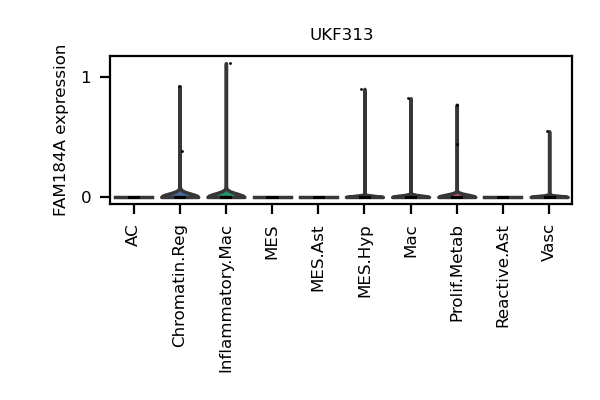 UKF313
FAM184A expression
1
0
AC
Chromatin.Reg
Inflammatory.Mac
MES
MES.Ast
MES.Hyp
Mac
Prolif.Metab
Reactive.Ast
Vasc